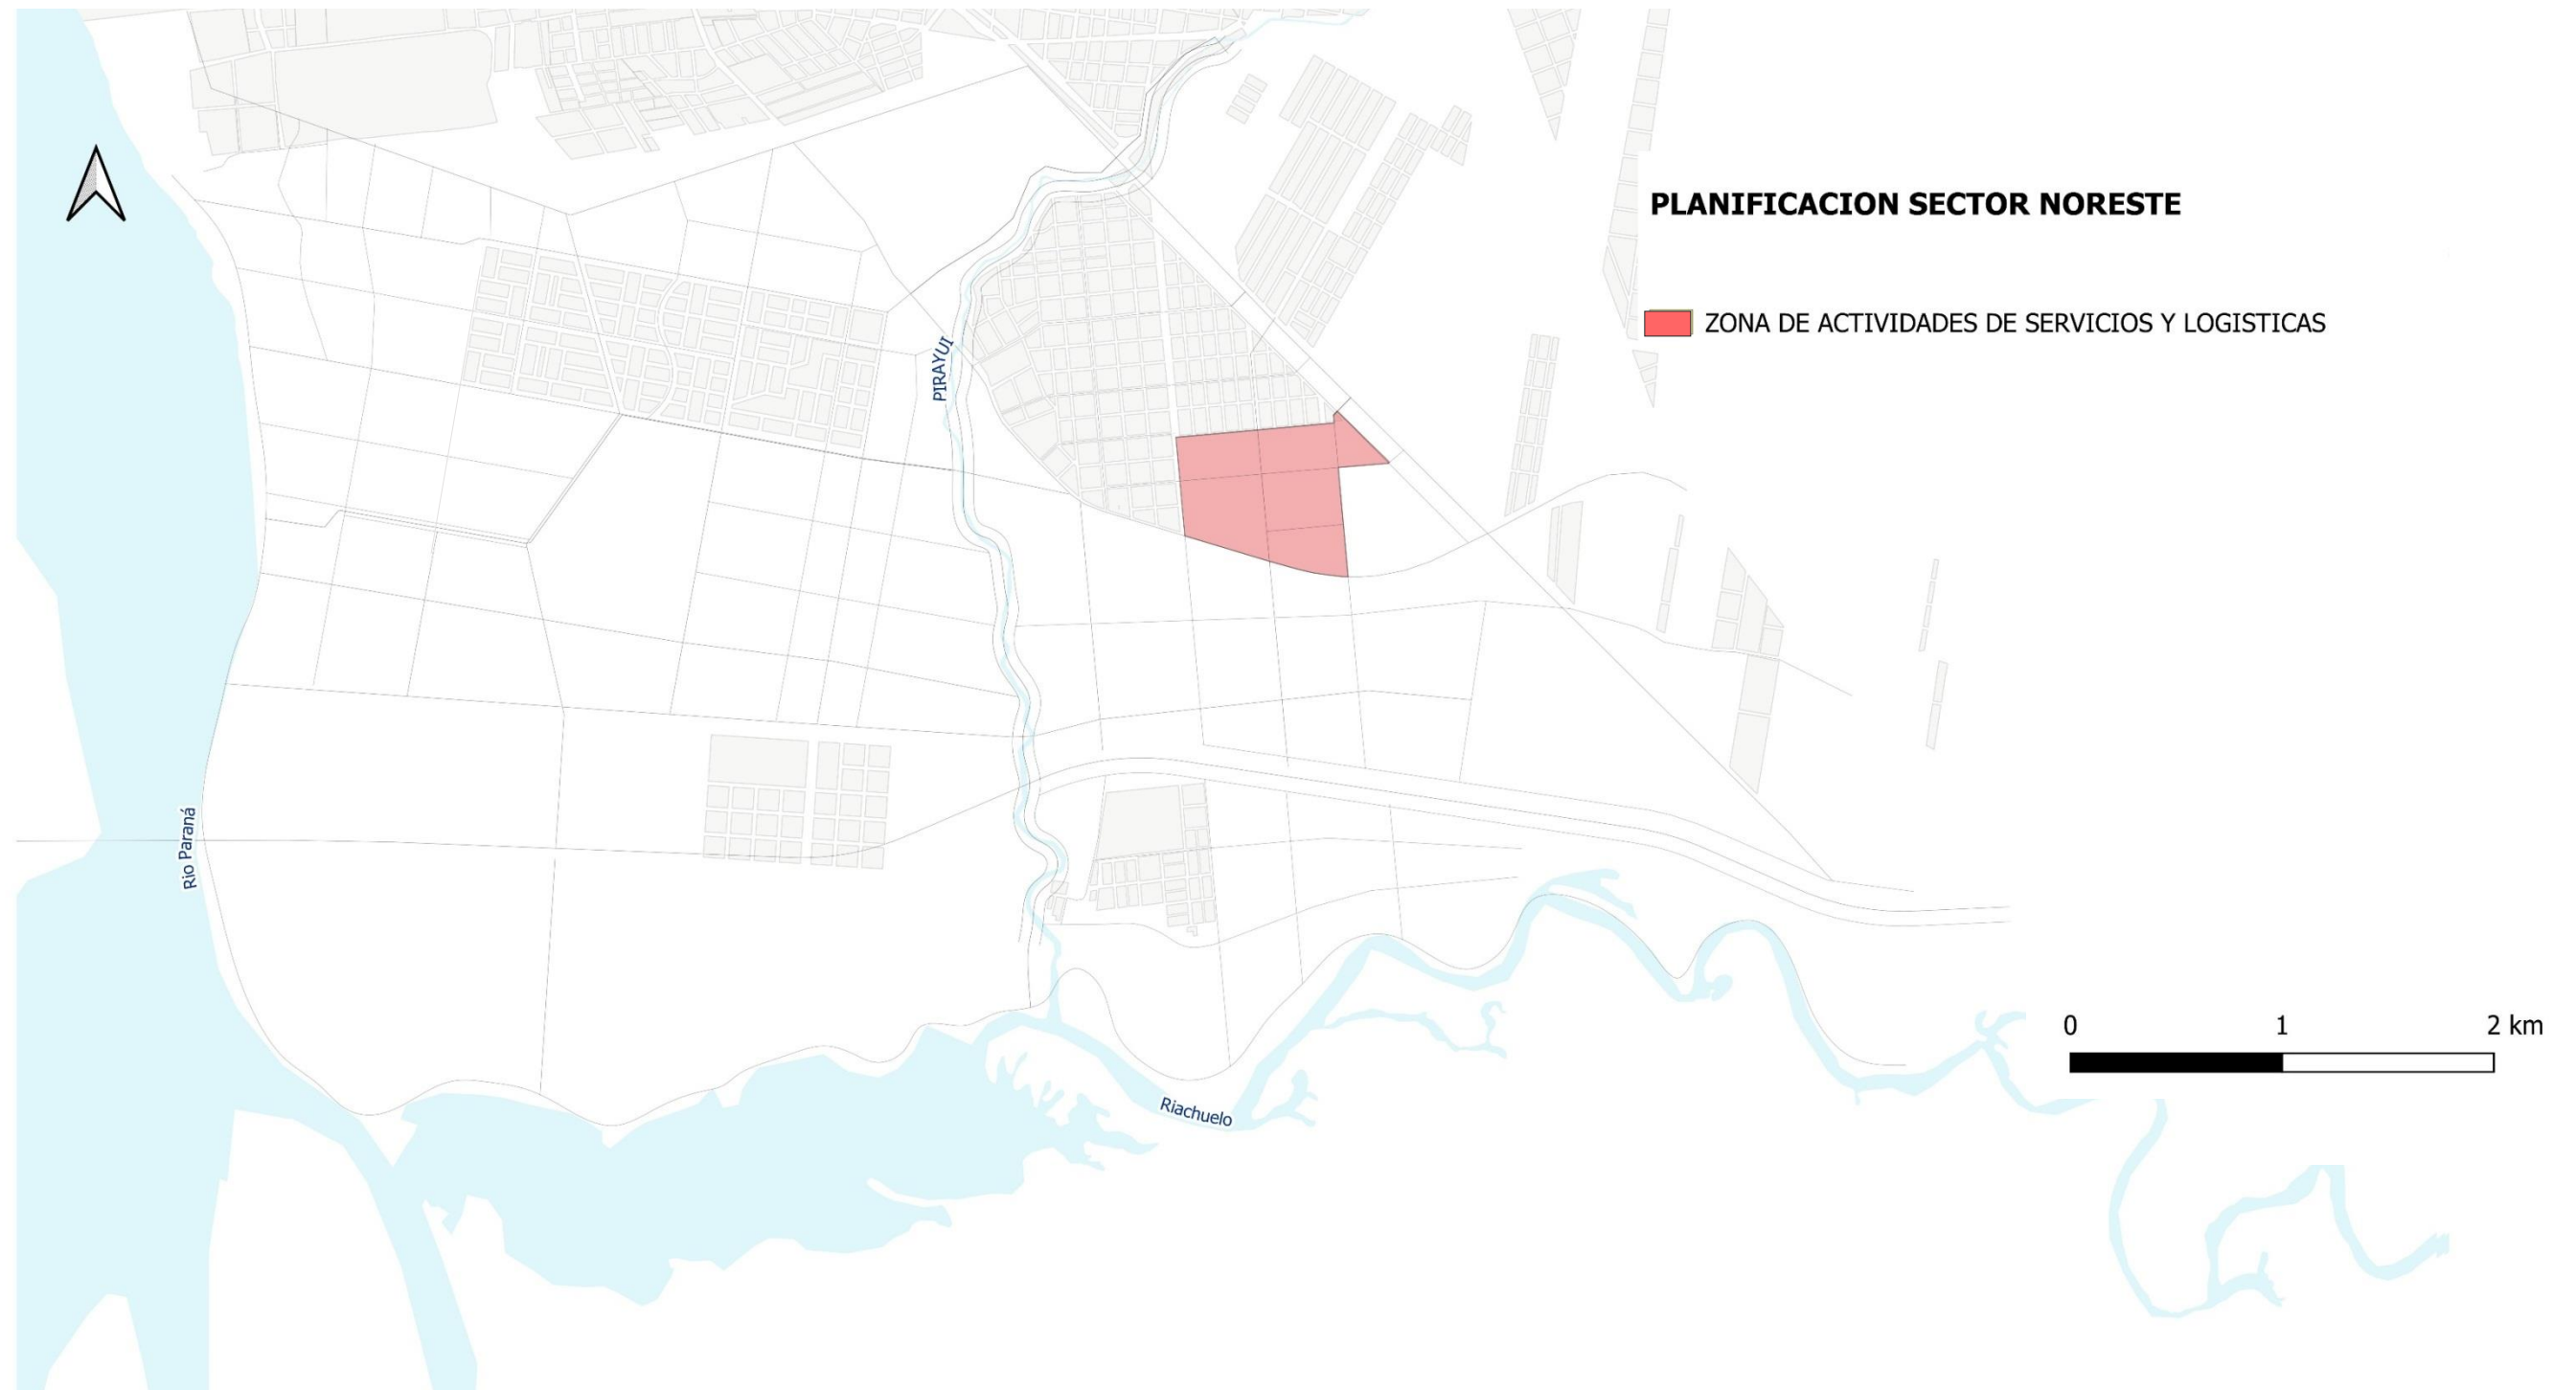 PLANIFICACION SECTOR NORESTE
ZONA DE ACTIVIDADES DE SERVICIOS Y LOGISTICAS
PIRAYUI
Rio Paraná
Riachuelo
0 1 2 km